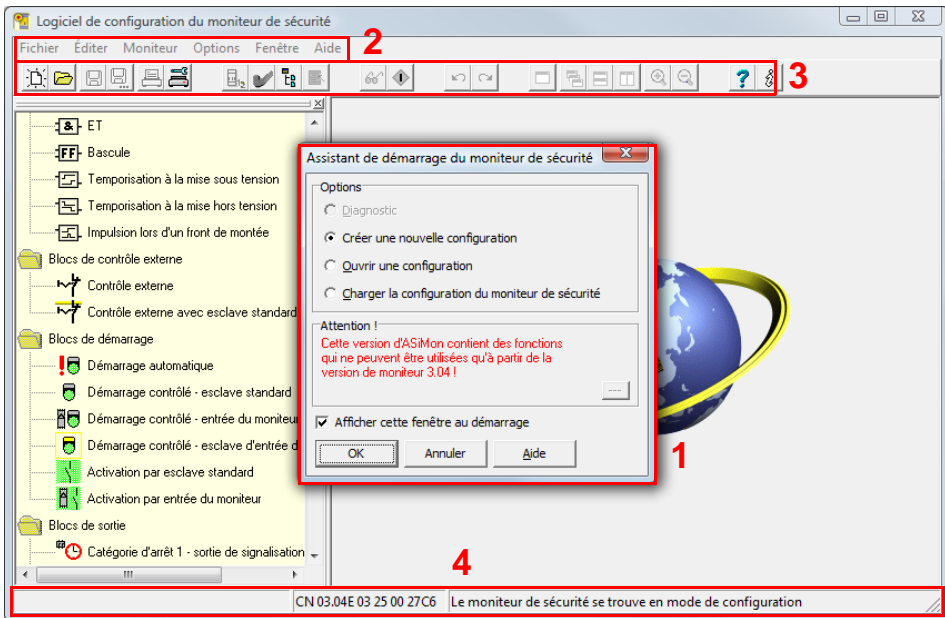 Logiciel de configuration du moniteur de sécurité
Fichier Éditer Moniteur Options Fenêtre Aide
2
3
& ET
FF Bascule
Temporisation à la mise sous tension
Temporisation à la mise hors tension
Impulsion lors d'un front de montée
Blocs de contrôle externe
Contrôle externe
Contrôle externe avec esclave standard
Blocs de démarrage
Démarrage automatique
Démarrage contrôlé - esclave standard
Démarrage contrôlé - entrée du moniteur
Démarrage contrôlé - esclave d'entrée d
Activation par esclave standard
Activation par entrée du moniteur
Blocs de sortie
Catégorie d'arrêt 1 - sortie de signalisation
Assistant de démarrage du moniteur de sécurité
Options
Diagnostic
Créer une nouvelle configuration
Ouvrir une configuration
Charger la configuration du moniteur de sécurité
Attention !
Cette version d'ASiMon contient des fonctions
qui ne peuvent être utilisées qu'à partir de la
version de moniteur 3.04 !
---
Afficher cette fenêtre au démarrage
OK Annuler Aide
1
4
CN 03.04E 03 25 00 27C6 Le moniteur de sécurité se trouve en mode de configuration